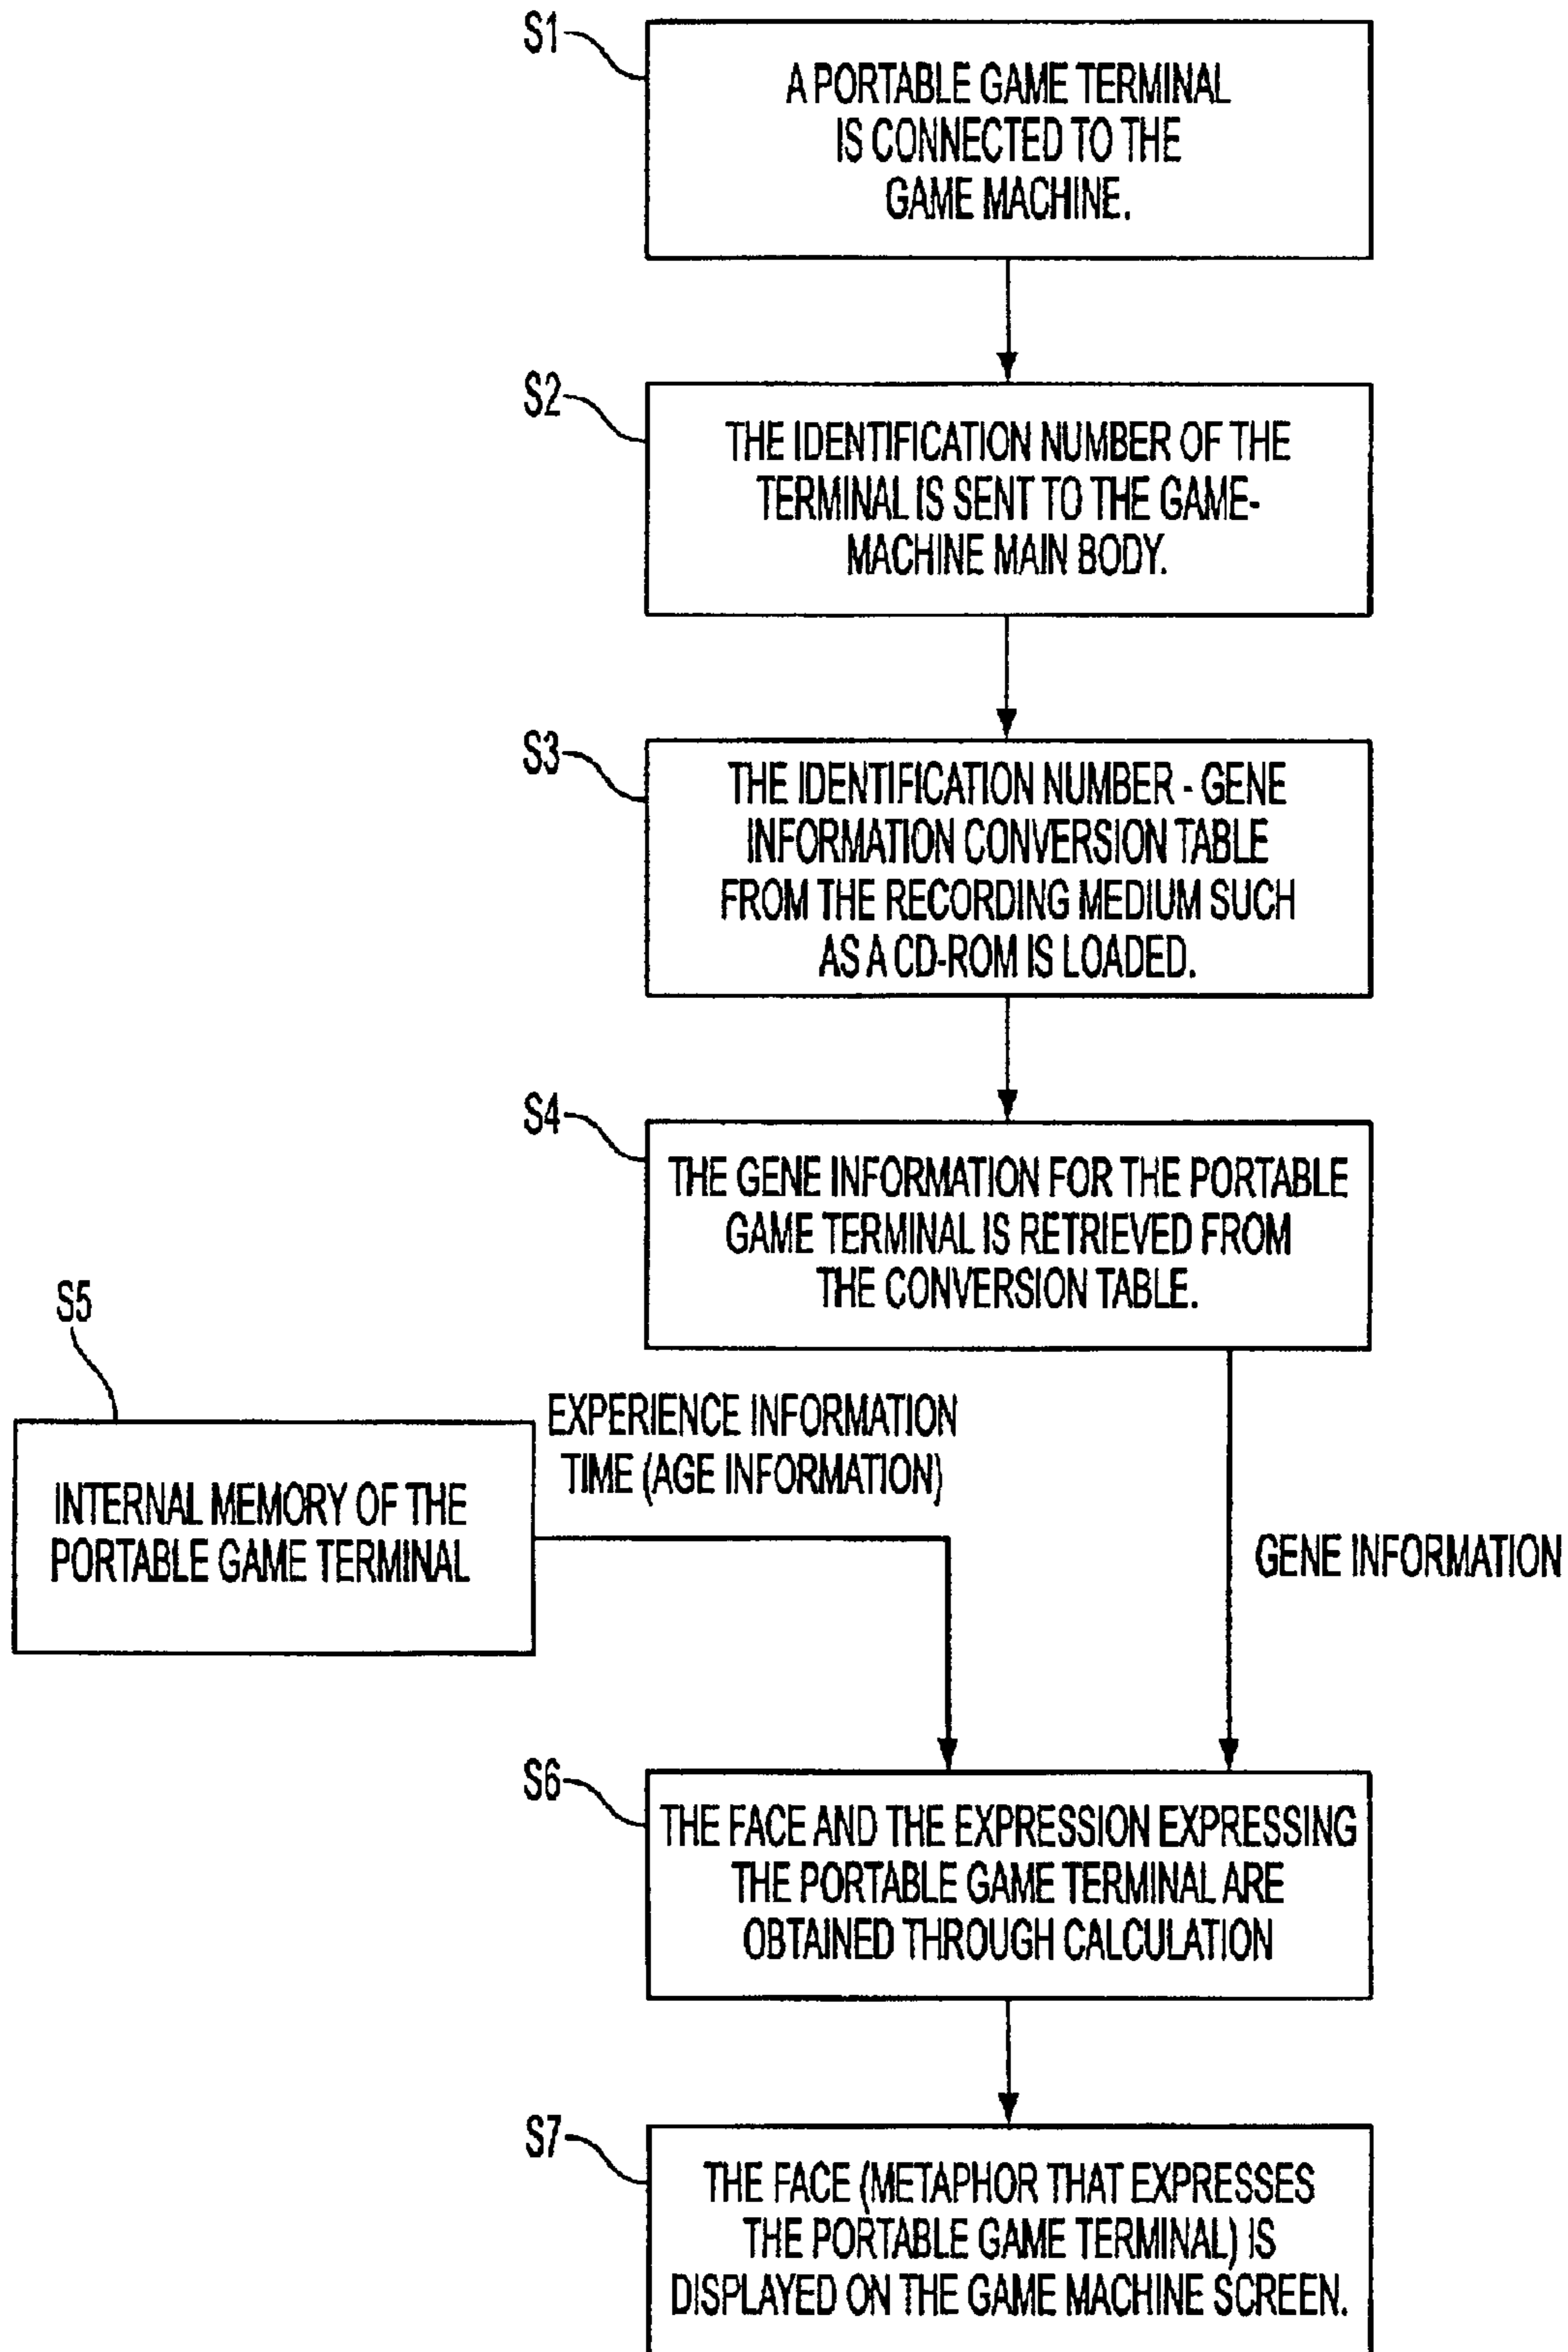 S1
A PORTABLE GAME TERMINAL
IS CONNECTED TO THE
GAME MACHINE.
S2
THE IDENTIFICATION NUMBER OF THE
TERMINAL IS SENT TO THE GAME-
MACHINE MAIN BODY.
S3
THE IDENTIFICATION NUMBER - GENE
INFORMATION CONVERSION TABLE
FROM THE RECORDING MEDIUM SUCH
AS A CD-ROM IS LOADED.
S4
THE GENE INFORMATION FOR THE PORTABLE
GAME TERMINAL IS RETRIEVED FROM
THE CONVERSION TABLE.
S5
INTERNAL MEMORY OF THE
PORTABLE GAME TERMINAL
EXPERIENCE INFORMATION
TIME (AGE INFORMATION)
GENE INFORMATION
S6
THE FACE AND THE EXPRESSION EXPRESSING
THE PORTABLE GAME TERMINAL ARE
OBTAINED THROUGH CALCULATION
S7
THE FACE (METAPHOR THAT EXPRESSES
THE PORTABLE GAME TERMINAL) IS
DISPLAYED ON THE GAME MACHINE SCREEN.